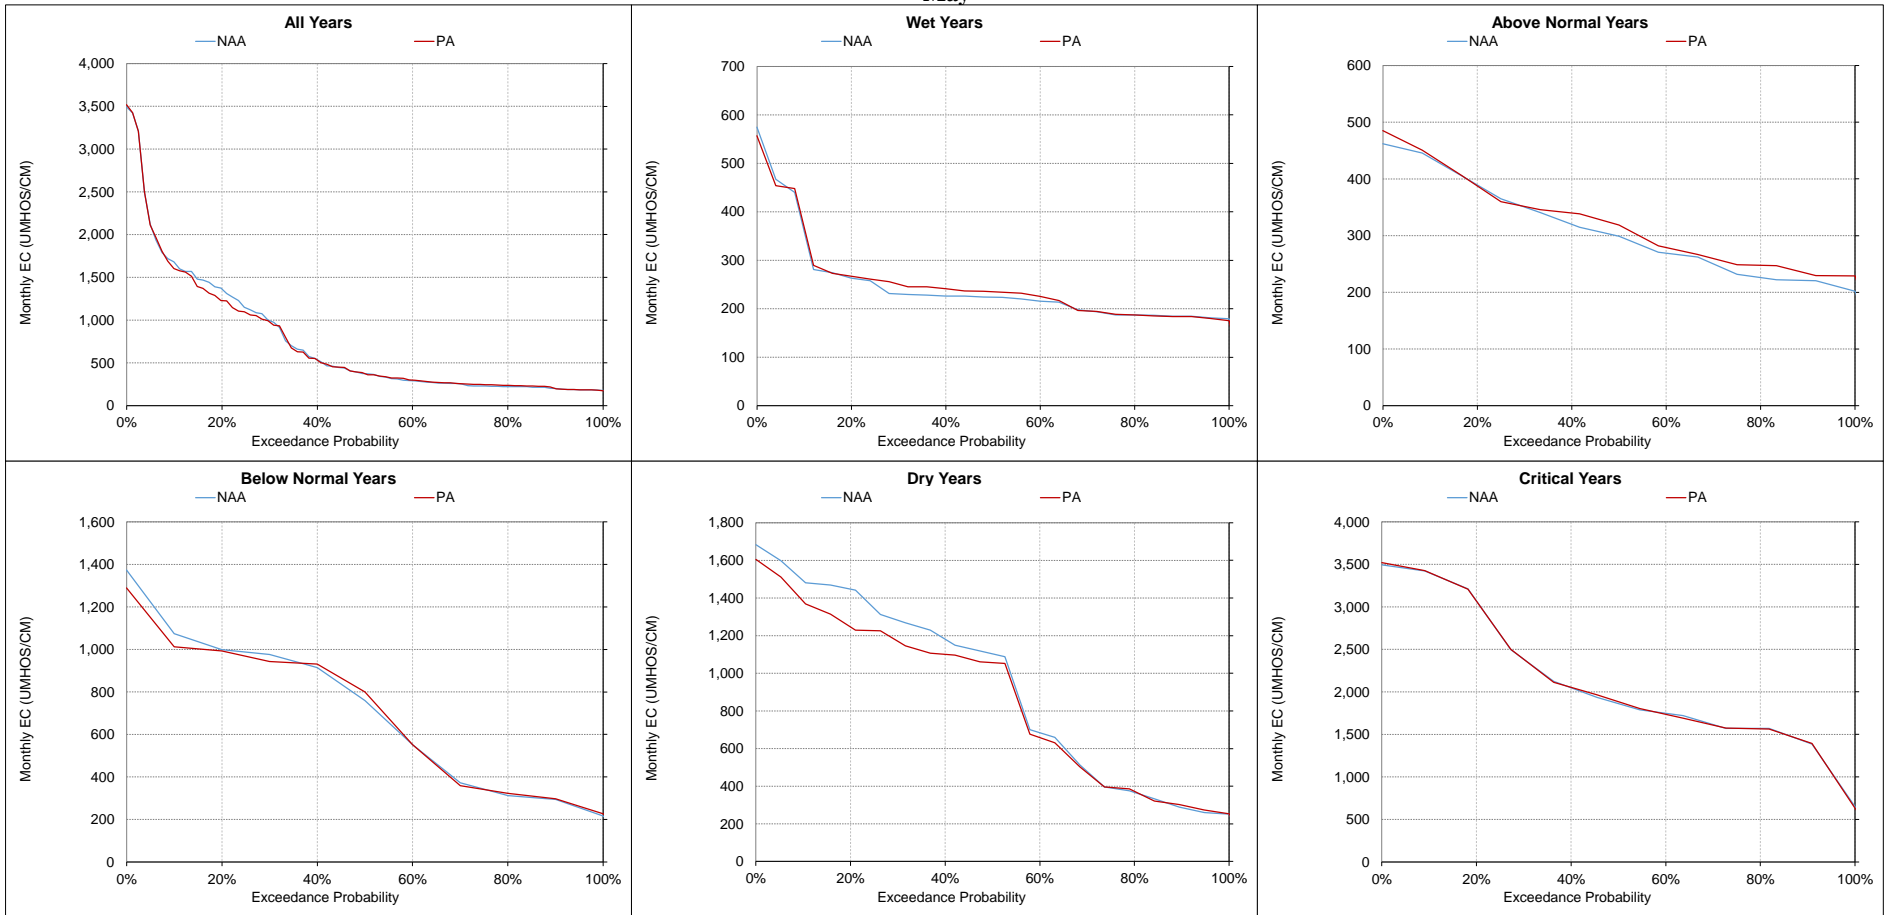 All Years
NAA PA
4,000
3,500
3,000
2,500
2,000
1,500
1,000
500
0
Monthly EC (UMHOS/CM)
0% 20% 40% 60% 80% 100%
Exceedance Probability
Wet Years
NAA PA
700
600
500
400
300
200
100
0
Monthly EC (UMHOS/CM)
0% 20% 40% 60% 80% 100%
Exceedance Probability
Above Normal Years
NAA PA
600
500
400
300
200
100
0
Monthly EC (UMHOS/CM)
0% 20% 40% 60% 80% 100%
Exceedance Probability
Below Normal Years
NAA PA
1,600
1,400
1,200
1,000
800
600
400
200
0
Monthly EC (UMHOS/CM)
0% 20% 40% 60% 80% 100%
Exceedance Probability
Dry Years
NAA PA
1,800
1,600
1,400
1,200
1,000
800
600
400
200
0
Monthly EC (UMHOS/CM)
0% 20% 40% 60% 80% 100%
Exceedance Probability
Critical Years
NAA PA
4,000
3,500
3,000
2,500
2,000
1,500
1,000
500
0
Monthly EC (UMHOS/CM)
0% 20% 40% 60% 80% 100%
Exceedance Probability